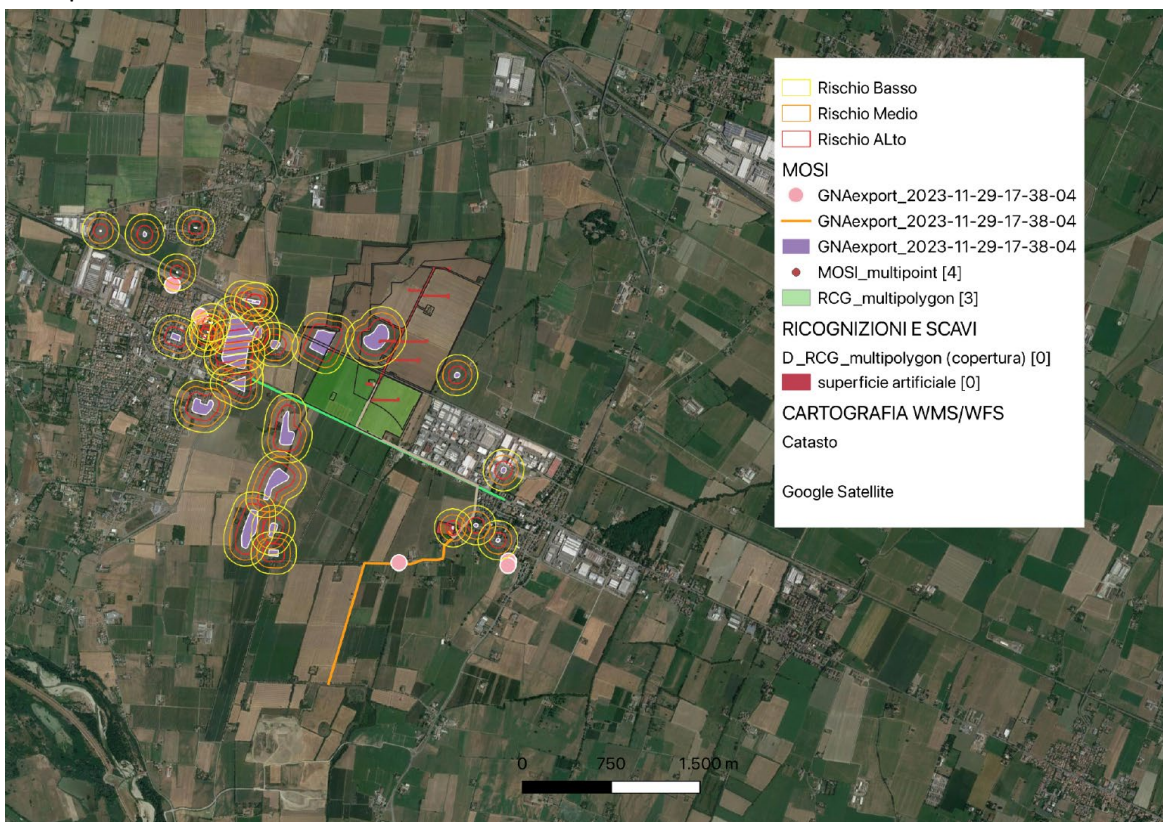 Rischio Basso
Rischio Medio
Rischio ALto
MOSI
GNAexport_2023-11-29-17-38-04
GNAexport_2023-11-29-17-38-04
GNAexport_2023-11-29-17-38-04
MOSI_multipoint [4]
RCG_multipolygon [3]
RICOGNIZIONI E SCAVI
D_RCG_multipolygon (copertura) [0]
superficie artificiale [0]
CARTOGRAFIA WMS/WFS
Catasto
Google Satellite
0 750 1.500 m